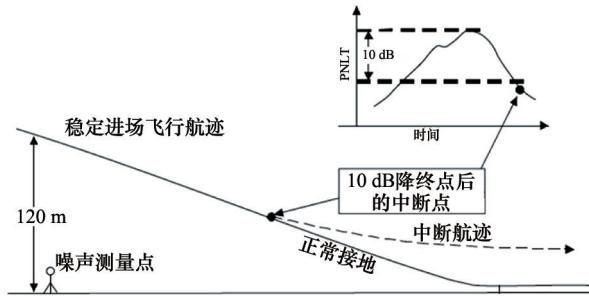 PNLT
10 dB
时间
稳定进场飞行航迹
10 dB降终点后
的中断点
120 m
中断航迹
正常接地
噪声测量点